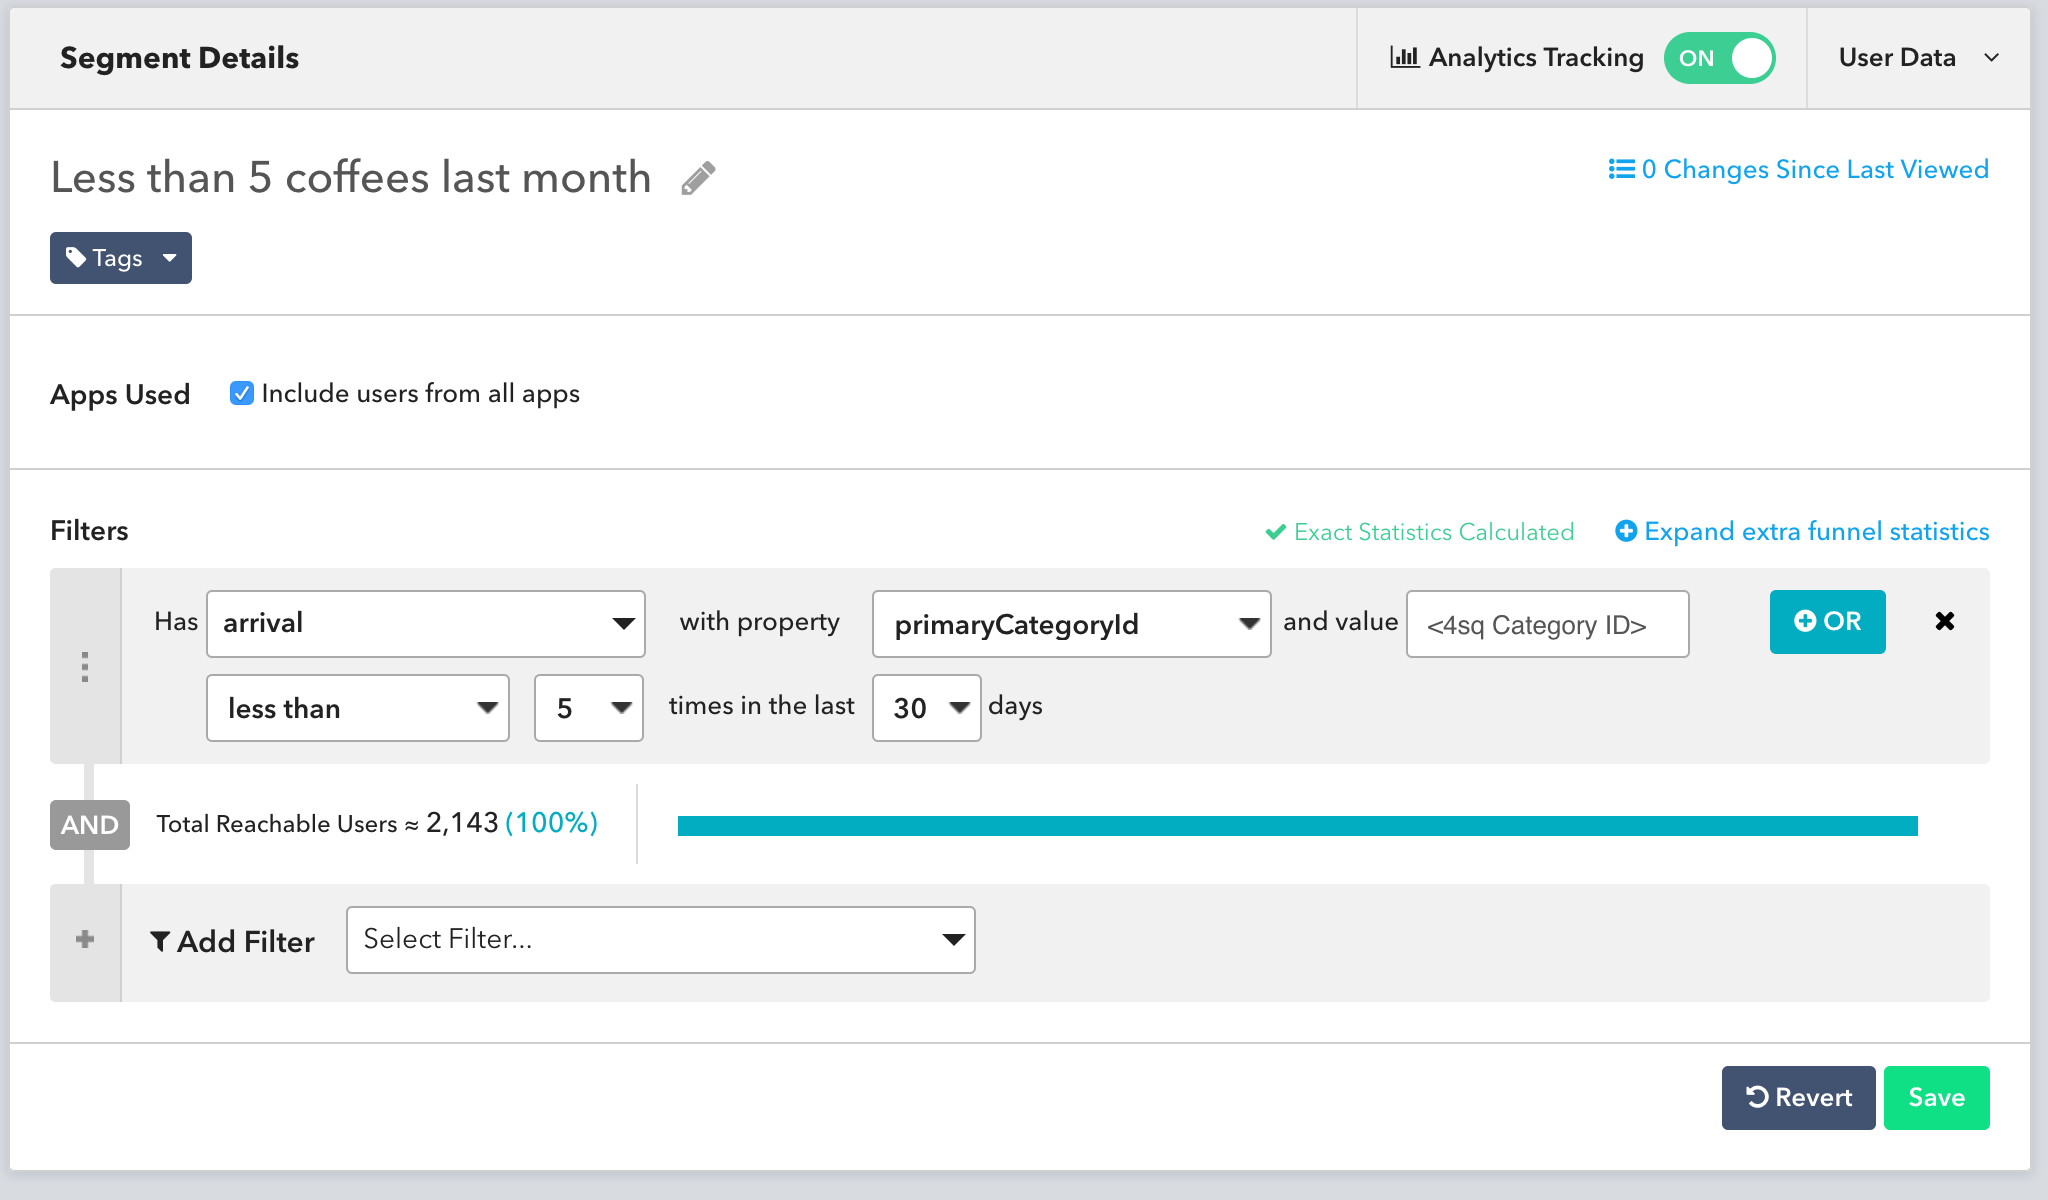 Segment Details
Analytics Tracking ON
User Data
Less than 5 coffees last month
0 Changes Since Last Viewed
Tags
Apps Used Include users from all apps
Filters
Exact Statistics Calculated
Expand extra funnel statistics
Has arrival with property primaryCategoryId and value <4sq Category ID> OR
less than 5 times in the last 30 days
AND Total Reachable Users ≈ 2,143 (100%)
Add Filter Select Filter...
Revert Save